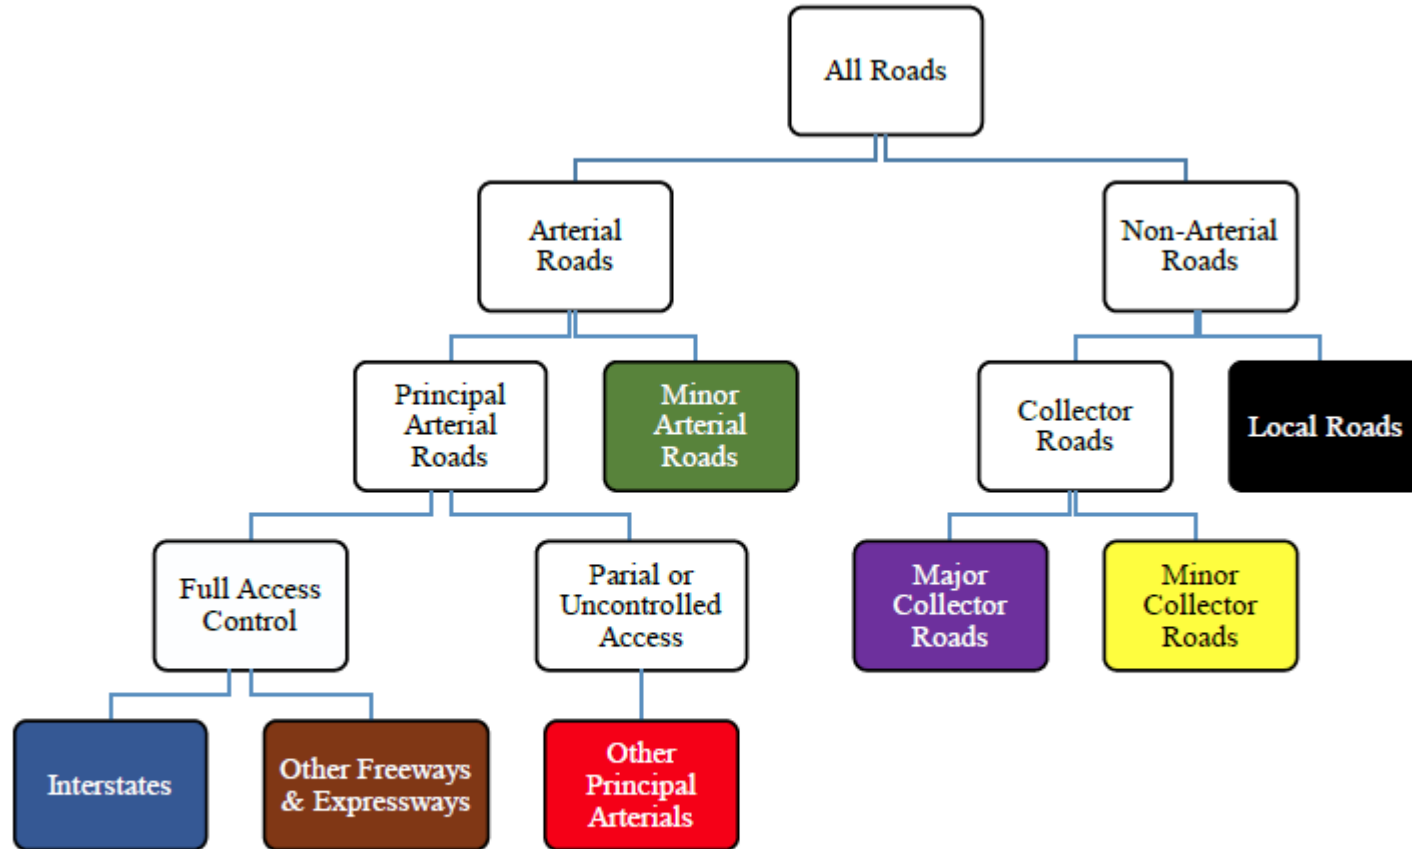 All Roads
Arterial
Roads
Non-Arterial
Roads
Principal
Arterial
Roads
Minor
Arterial
Roads
Collector
Roads
Local Roads
Full Access
Control
Parial or
Uncontrolled
Access
Major
Collector
Roads
Minor
Collector
Roads
Interstates
Other Freeways
& Expressways
Other
Principal
Arterials